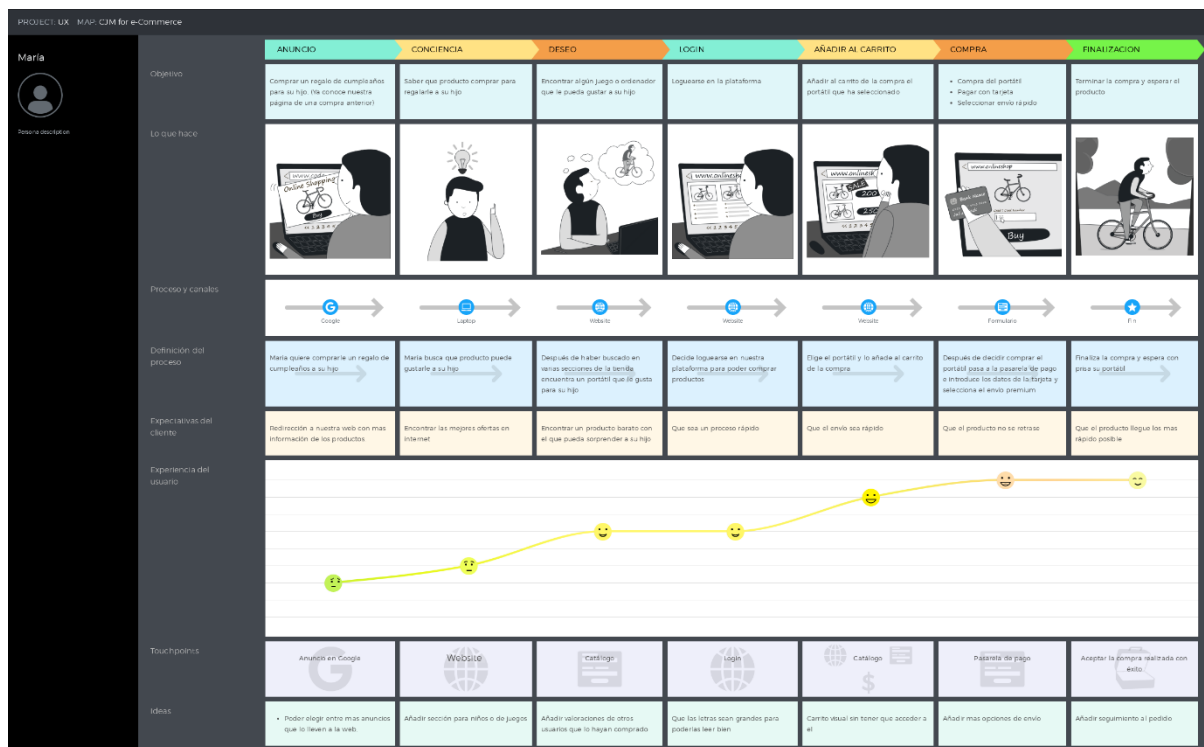 PROJECT: UX   MAP: CJM for e-Commerce
María
Persona description
ANUNCIO
CONCIENCIA
DESEO
LOGIN
AÑADIR AL CARRITO
COMPRA
FINALIZACION
Objetivo
Comprar un regalo de cumpleaños
para su hijo. (Ya conoce nuestra
página de una compra anterior)
Saber que producto comprar para
regalarle a su hijo
Encontrar algún juego o ordenador
que le pueda gustar a su hijo
Loguearse en la plataforma
Añadir al carrito de la compra el
portátil que ha seleccionado
• Compra del portátil
• Pagar con tarjeta
• Seleccionar envío rápido
Terminar la compra y esperar el
producto
Lo que hace
Online Shopping
Buy
www.onlinesh
www.onlinesh
SALE
200
250
www.onlineshop
Buy
Proceso y canales
Google
Laptop
Website
Website
Website
Formulario
Fin
Definición del
proceso
María quiere comprarle un regalo de
cumpleaños a su hijo
María busca que producto puede
gustarle a su hijo
Después de haber buscado en
varias secciones de la tienda
encuentra un portátil que le gusta
para su hijo
Decide loguearse en nuestra
plataforma para poder comprar
productos
Elige el portátil y lo añade al carrito
de la compra
Después de decidir comprar el
portátil pasa a la pasarela de pago
e introduce los datos de la tarjeta y
selecciona el envío premium
Finaliza la compra y espera con
prisa su portátil
Expectativas del
cliente
Redirección a nuestra web con mas
información de los productos
Encontrar las mejores ofertas en
internet
Encontrar un producto barato con
el que pueda sorprender a su hijo
Que sea un proceso rápido
Que el envío sea rápido
Que el producto no se retrase
Que el producto llegue los mas
rápido posible
Experiencia del
usuario
Touchpoints
Anuncio en Google
Website
Catálogo
Login
Catálogo
Pasarela de pago
Aceptar la compra realizada con
éxito.
Ideas
• Poder elegir entre mas anuncios
que lo lleven a la web.
Añadir sección para niños o de juegos
Añadir valoraciones de otros
usuarios que lo hayan comprado
Que las letras sean grandes para
poderlas leer bien
Carrito visual sin tener que acceder a
el
Añadir mas opciones de envío
Añadir seguimiento al pedido